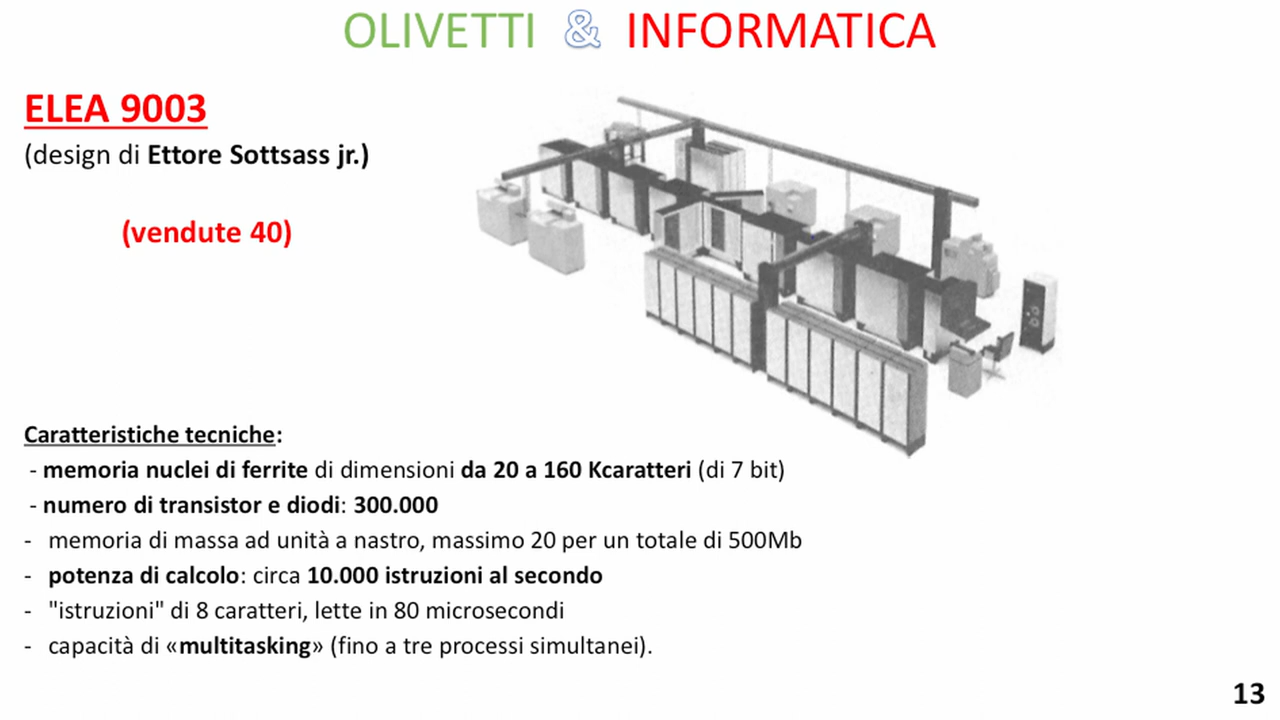 OLIVETTI & INFORMATICA
ELEA 9003
(design di Ettore Sottsass jr.)
(vendute 40)
Caratteristiche tecniche:
- memoria nuclei di ferrite di dimensioni da 20 a 160 Kcaratteri (di 7 bit)
- numero di transistor e diodi: 300.000
- memoria di massa ad unità a nastro, massimo 20 per un totale di 500Mb
- potenza di calcolo: circa 10.000 istruzioni al secondo
- "istruzioni" di 8 caratteri, lette in 80 microsecondi
- capacità di «multitasking» (fino a tre processi simultanei).
13